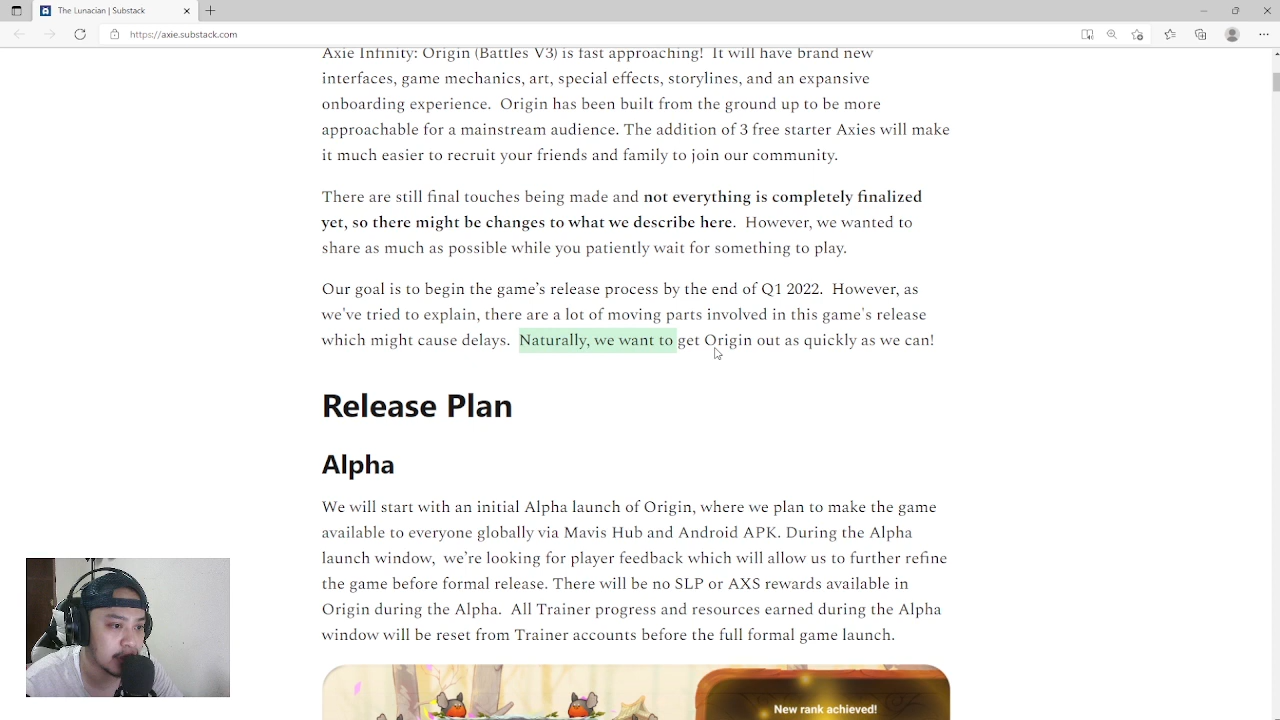 The Lunacian | Substack
https://axie.substack.com
Axie Infinity: Origin (Battles V3) is fast approaching!  It will have brand new
interfaces, game mechanics, art, special effects, storylines, and an expansive
onboarding experience.  Origin has been built from the ground up to be more
approachable for a mainstream audience. The addition of 3 free starter Axies will make
it much easier to recruit your friends and family to join our community.
There are still final touches being made and not everything is completely finalized
yet, so there might be changes to what we describe here.  However, we wanted to
share as much as possible while you patiently wait for something to play.
Our goal is to begin the game’s release process by the end of Q1 2022.  However, as
we've tried to explain, there are a lot of moving parts involved in this game's release
which might cause delays.  Naturally, we want to get Origin out as quickly as we can!
Release Plan
Alpha
We will start with an initial Alpha launch of Origin, where we plan to make the game
available to everyone globally via Mavis Hub and Android APK. During the Alpha
launch window,  we’re looking for player feedback which will allow us to further refine
the game before formal release. There will be no SLP or AXS rewards available in
Origin during the Alpha.  All Trainer progress and resources earned during the Alpha
window will be reset from Trainer accounts before the full formal game launch.
New rank achieved!